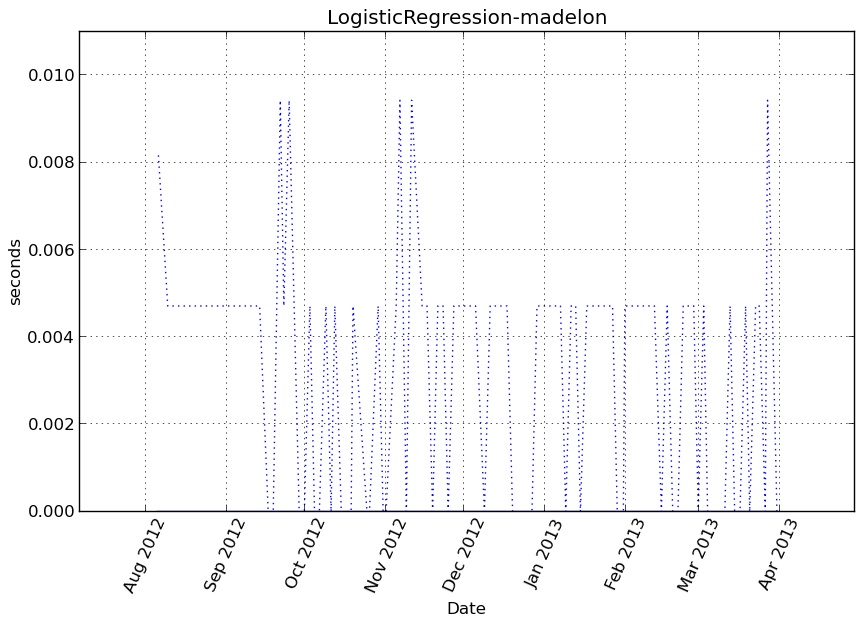 LogisticRegression-madelon
0.010
0.008
0.006
0.004
0.002
0.000
seconds
Aug 2012
Sep 2012
Oct 2012
Nov 2012
Dec 2012
Jan 2013
Feb 2013
Mar 2013
Apr 2013
Date